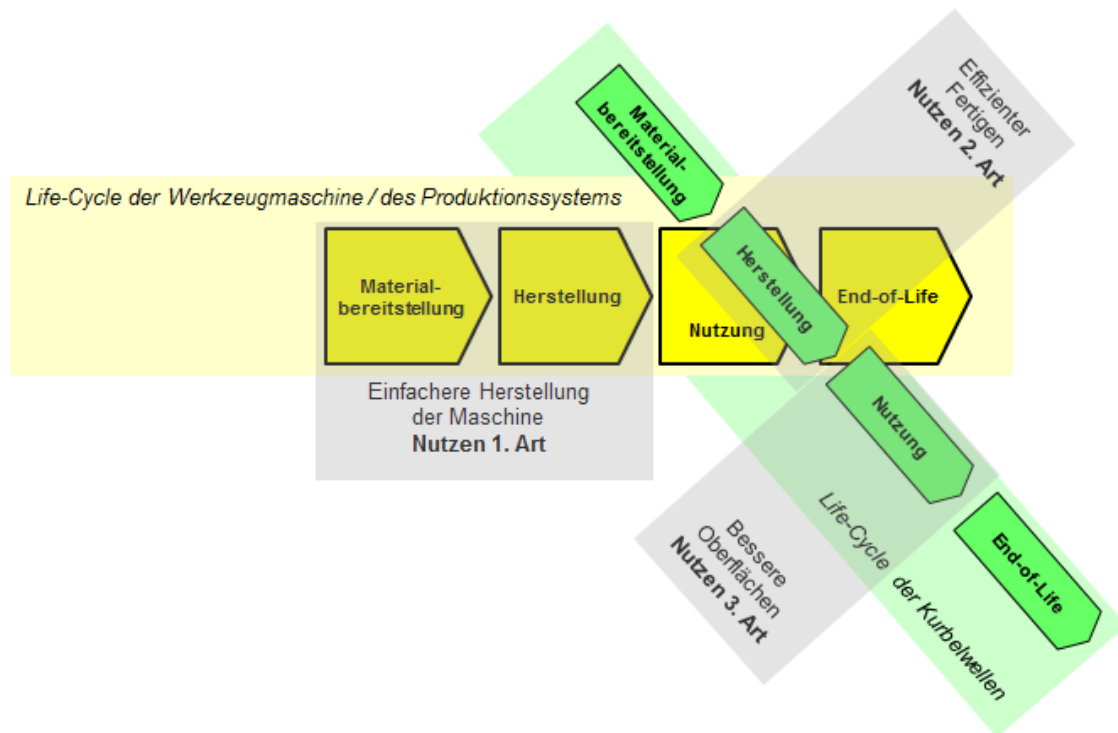 Effizienter
Fertigen
Nutzen 2. Art
Material-
bereitstellung
Life-Cycle der Werkzeugmaschine / des Produktionssystems
Material-
bereitstellung
Herstellung
Nutzung
Herstellung
End-of-Life
Einfachere Herstellung
der Maschine
Nutzen 1. Art
Nutzung
Bessere
Oberflächen
Nutzen 3. Art
Life-Cycle der Kurbelwellen
End-of-Life